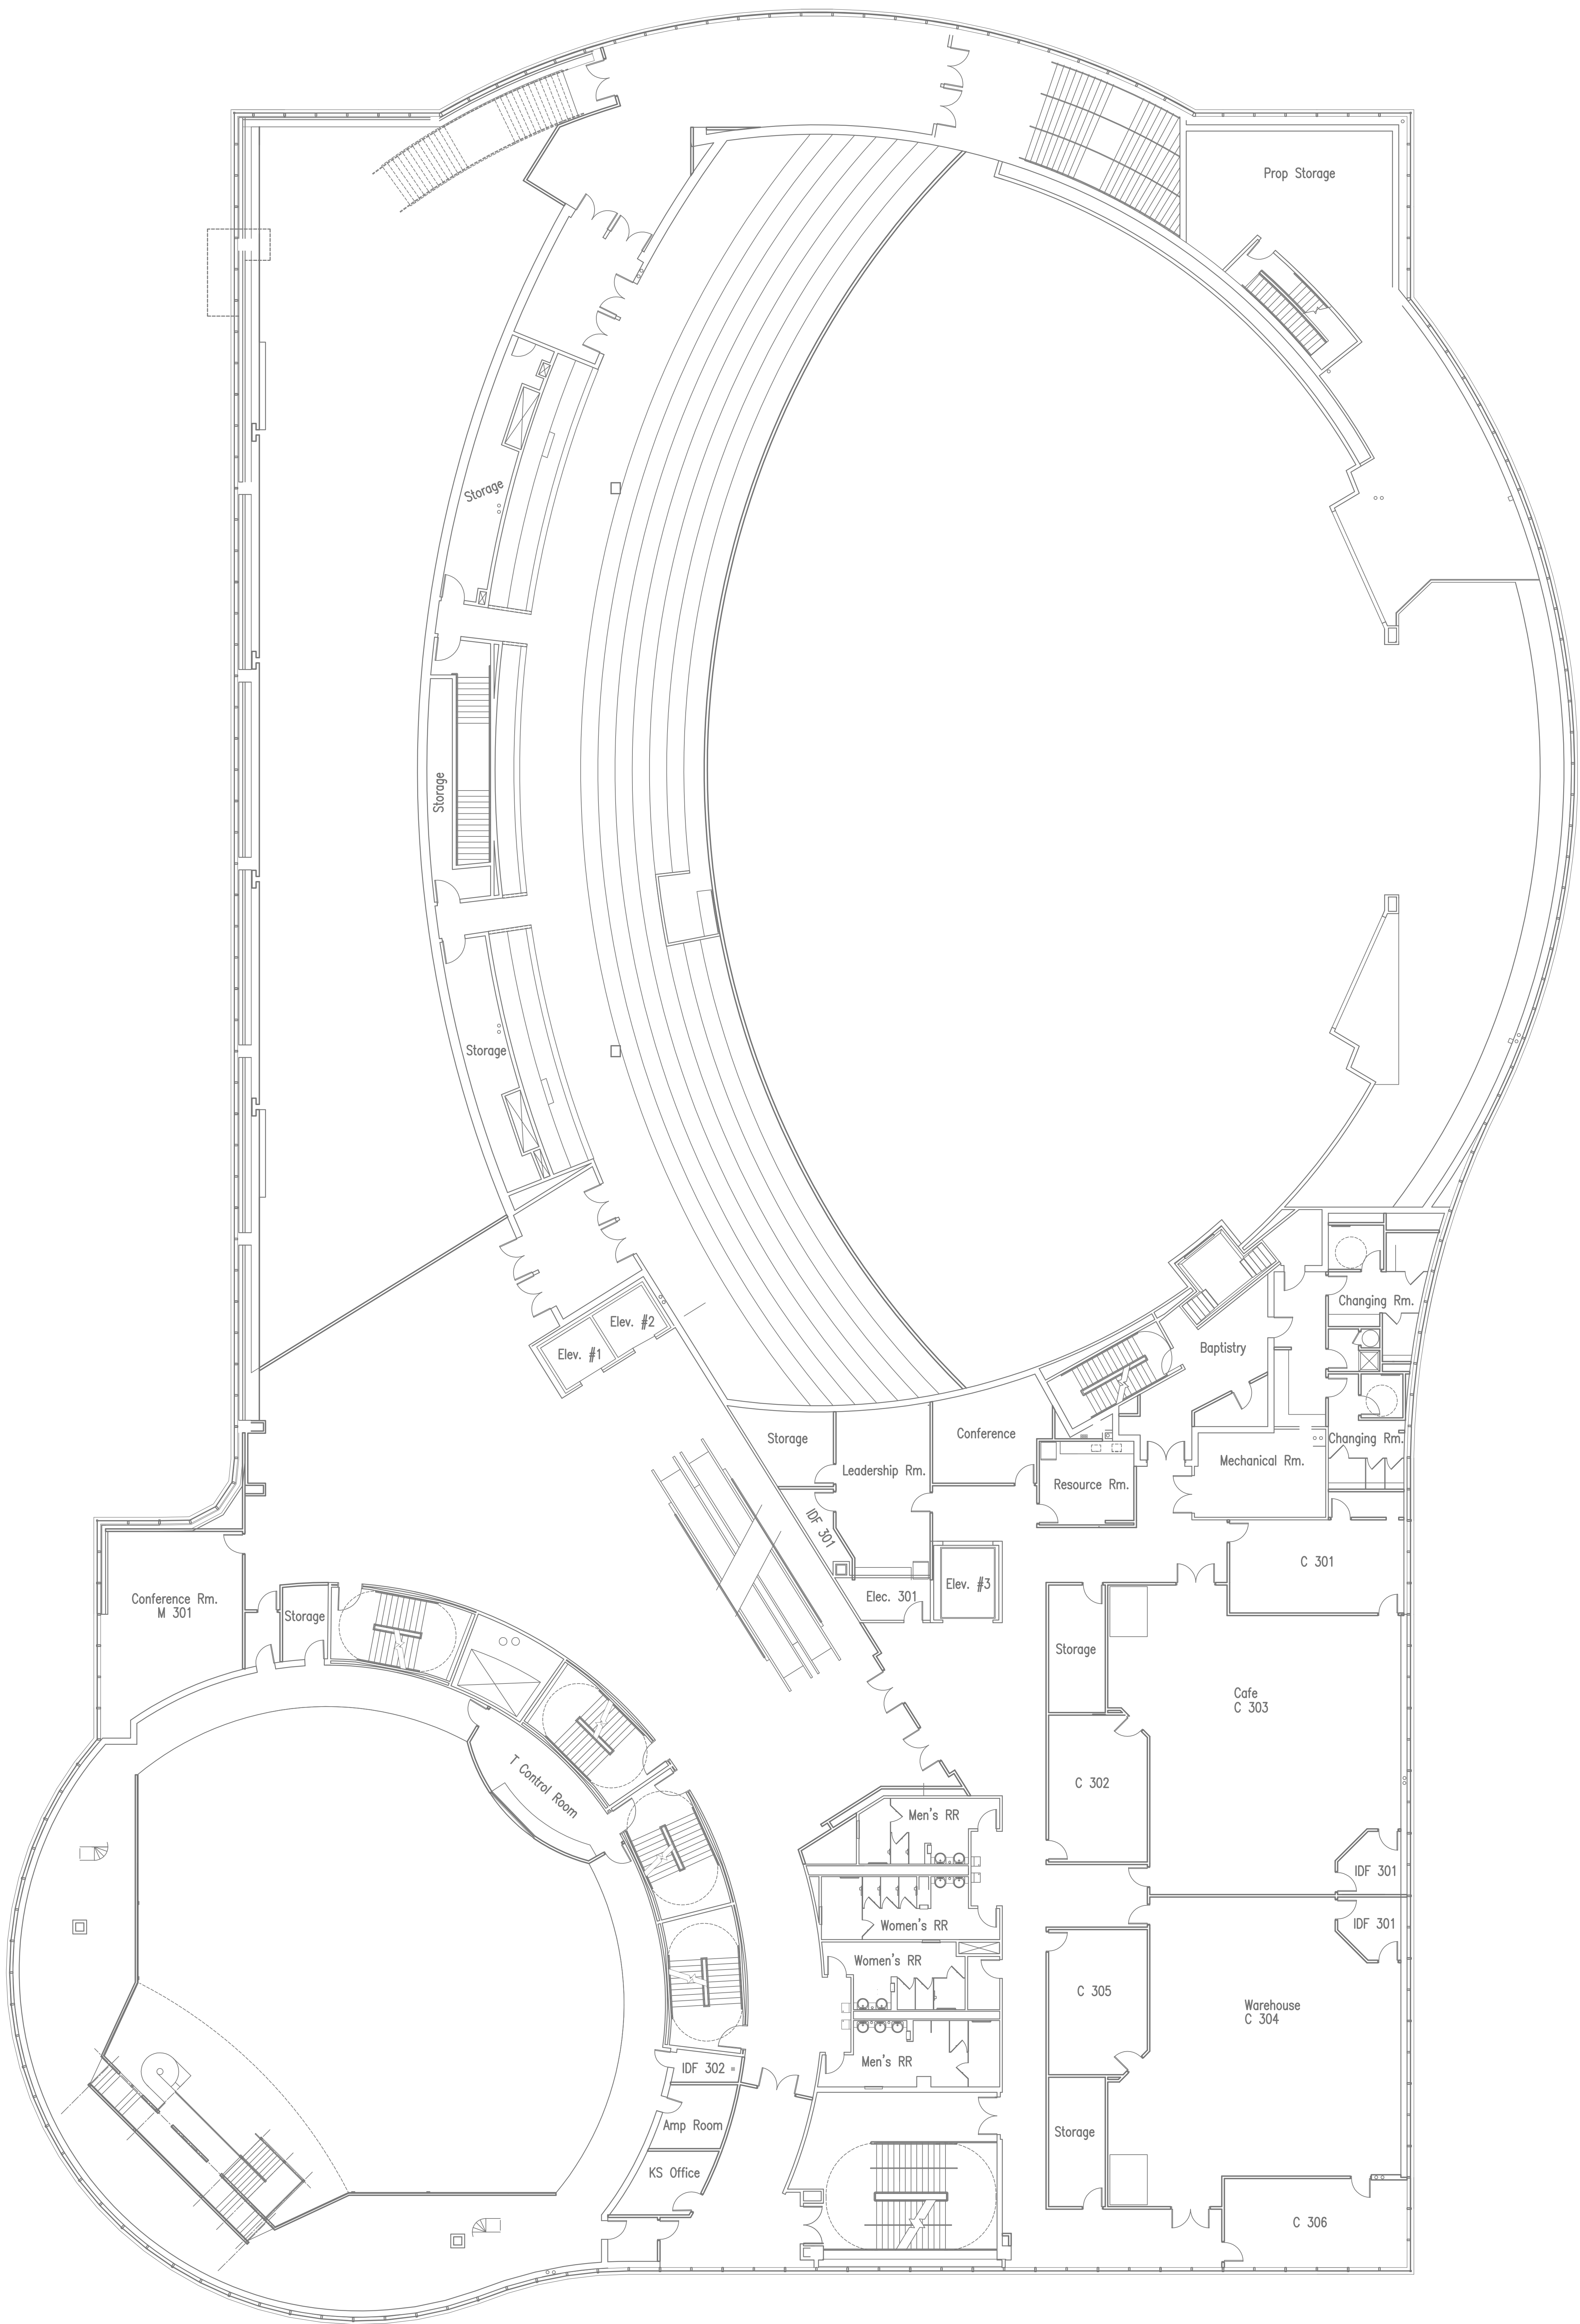 Prop Storage
Storage
Storage
Storage
Elev. #2
Elev. #1
Changing Rm.
Baptistry
Storage
Conference
Leadership Rm.
Changing Rm.
Mechanical Rm.
Resource Rm.
IDF 301
C 301
Elev. #3
Elec. 301
Conference Rm.
M 301
Storage
Storage
Cafe
C 303
T Control Room
C 302
Men's RR
IDF 301
Women's RR
IDF 301
Women's RR
C 305
Warehouse
C 304
Men's RR
IDF 302
Amp Room
Storage
KS Office
C 306